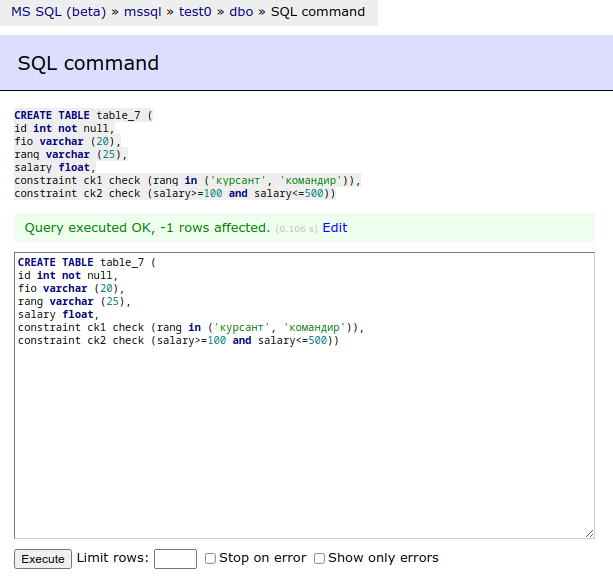 MS SQL (beta) » mssql » test0 » dbo » SQL command
SQL command
CREATE TABLE table_7 (
id int not null,
fio varchar (20),
rang varchar (25),
salary float,
constraint ck1 check (rang in ('курсант', 'командир')),
constraint ck2 check (salary>=100 and salary<=500))
Query executed OK, -1 rows affected. (0.106 s) Edit
CREATE TABLE table_7 (
id int not null,
fio varchar (20),
rang varchar (25),
salary float,
constraint ck1 check (rang in ('курсант', 'командир')),
constraint ck2 check (salary>=100 and salary<=500))
Execute Limit rows: Stop on error Show only errors